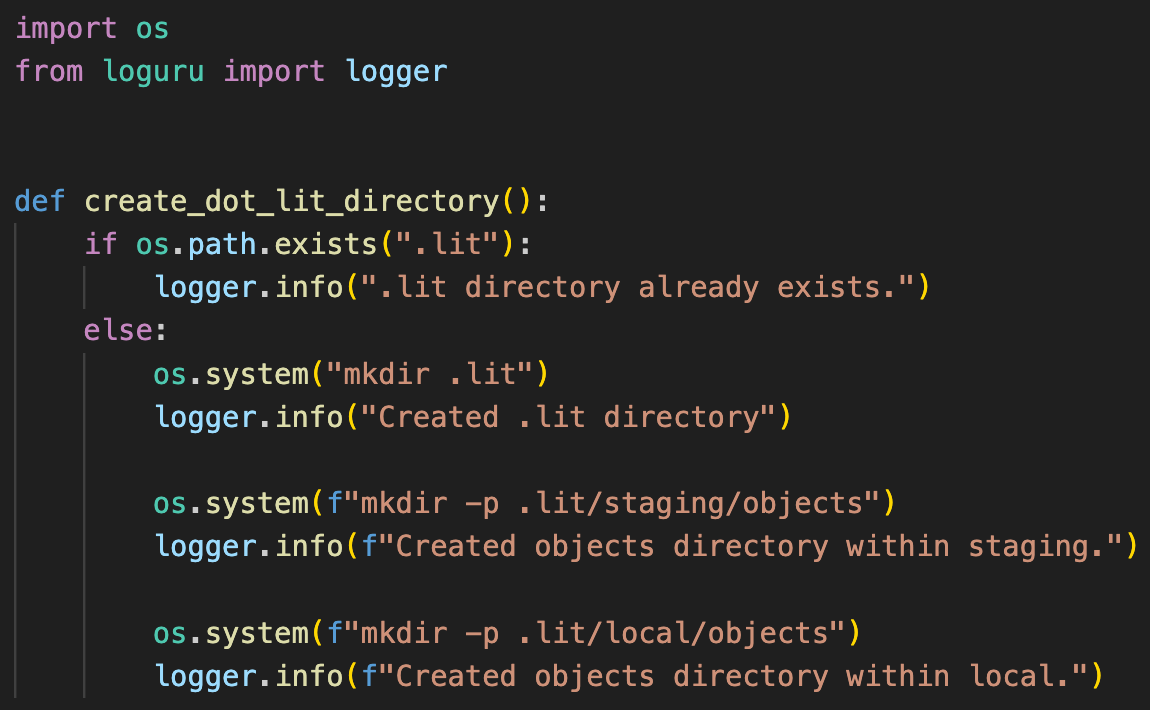 import os
from loguru import logger
def create_dot_lit_directory():
    if os.path.exists(".lit"):
        logger.info(".lit directory already exists.")
    else:
        os.system("mkdir .lit")
        logger.info("Created .lit directory")
        os.system(f"mkdir -p .lit/staging/objects")
        logger.info(f"Created objects directory within staging.")
        os.system(f"mkdir -p .lit/local/objects")
        logger.info(f"Created objects directory within local.")